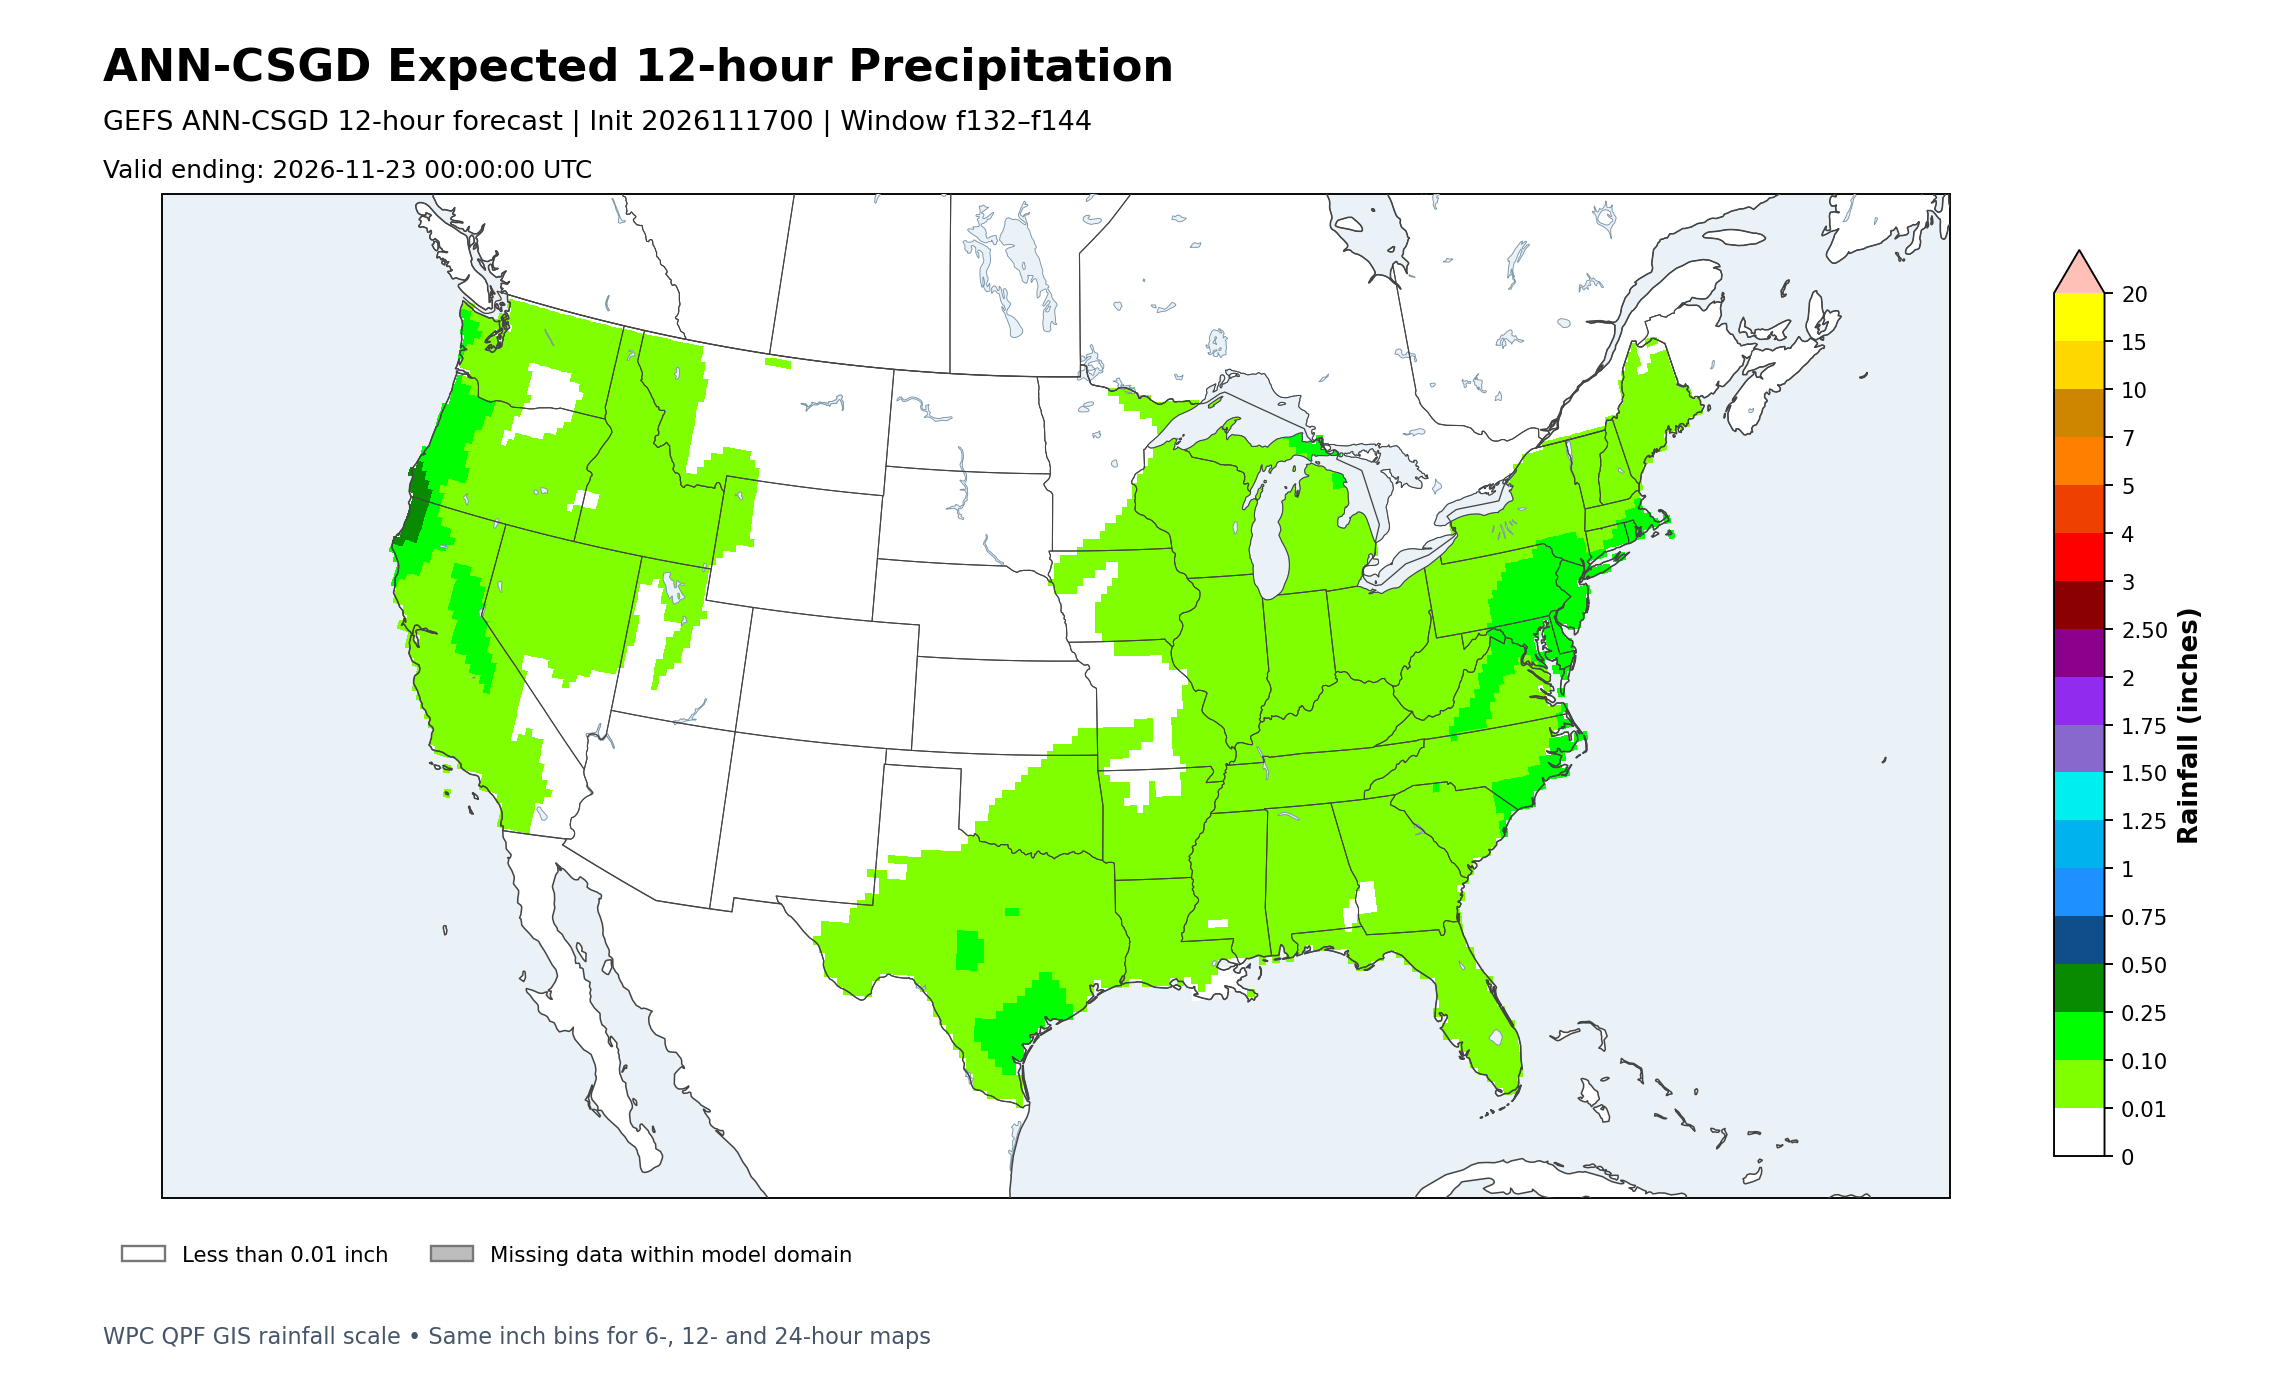 ANN-CSGD Expected 12-hour Precipitation
GEFS ANN-CSGD 12-hour forecast | Init 2026111700 | Window f132–f144
Valid ending: 2026-11-23 00:00:00 UTC
20
15
10
7
5
4
3
2.50
2
1.75
1.50
1.25
1
0.75
0.50
0.25
0.10
0.01
0
Rainfall (inches)
Less than 0.01 inch
Missing data within model domain
WPC QPF GIS rainfall scale • Same inch bins for 6-, 12- and 24-hour maps